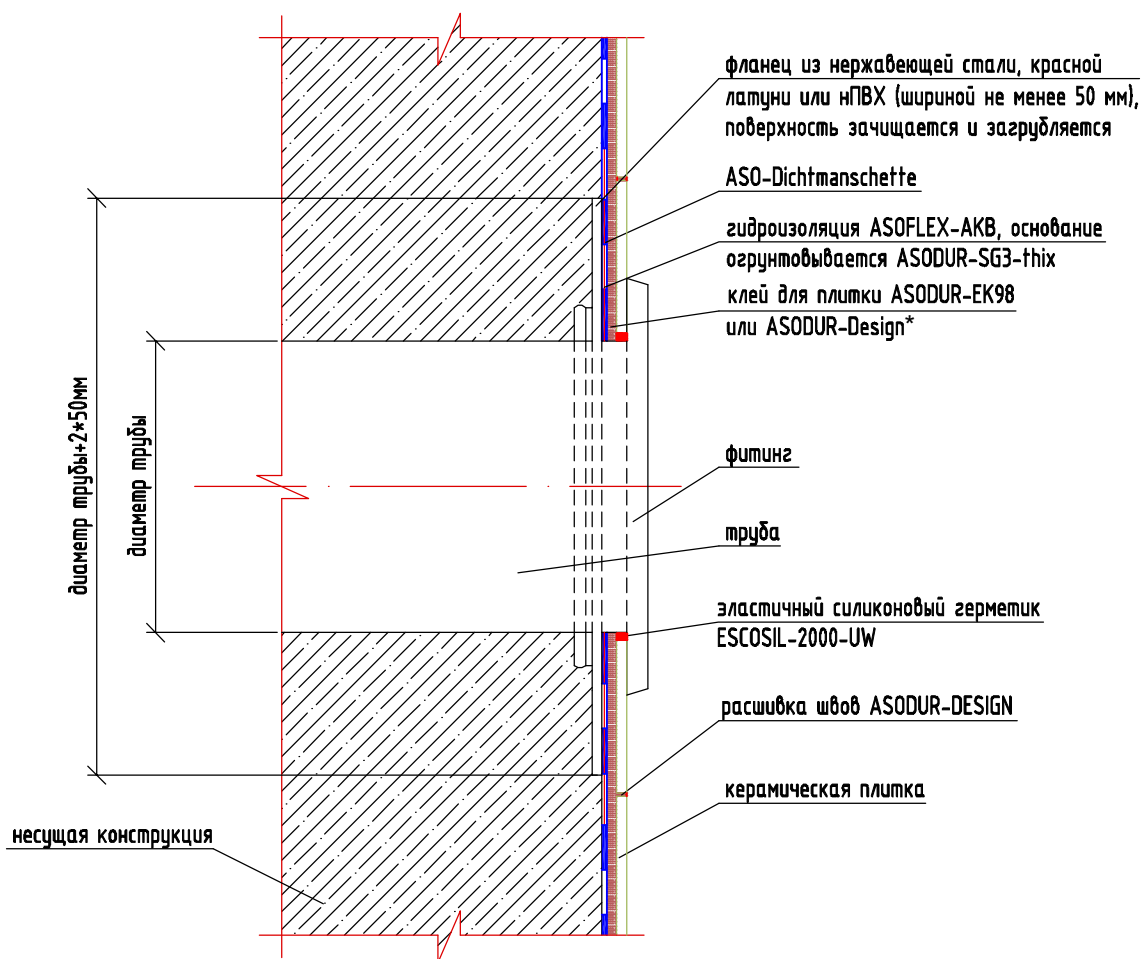 фланец из нержавеющей стали, красной
латуни или нПВХ (шириной не менее 50 мм),
поверхность зачищается и загрубляется
ASO-Dichtmanschette
гидроизоляция ASOFLEX-AKB, основание
огрунтовывается ASODUR-SG3-thix
клей для плитки ASODUR-EK98
или ASODUR-Design*
диаметр трубы+2*50мм
диаметр трубы
фитинг
труба
эластичный силиконовый герметик
ESCOSIL-2000-UW
расшивка швов ASODUR-DESIGN
керамическая плитка
несущая конструкция